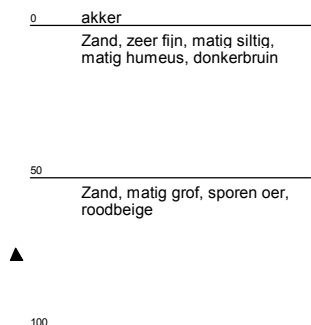 0 akker
Zand, zeer fijn, matig siltig,
matig humeus, donkerbruin
50
Zand, matig grof, sporen oer,
roodbeige
100